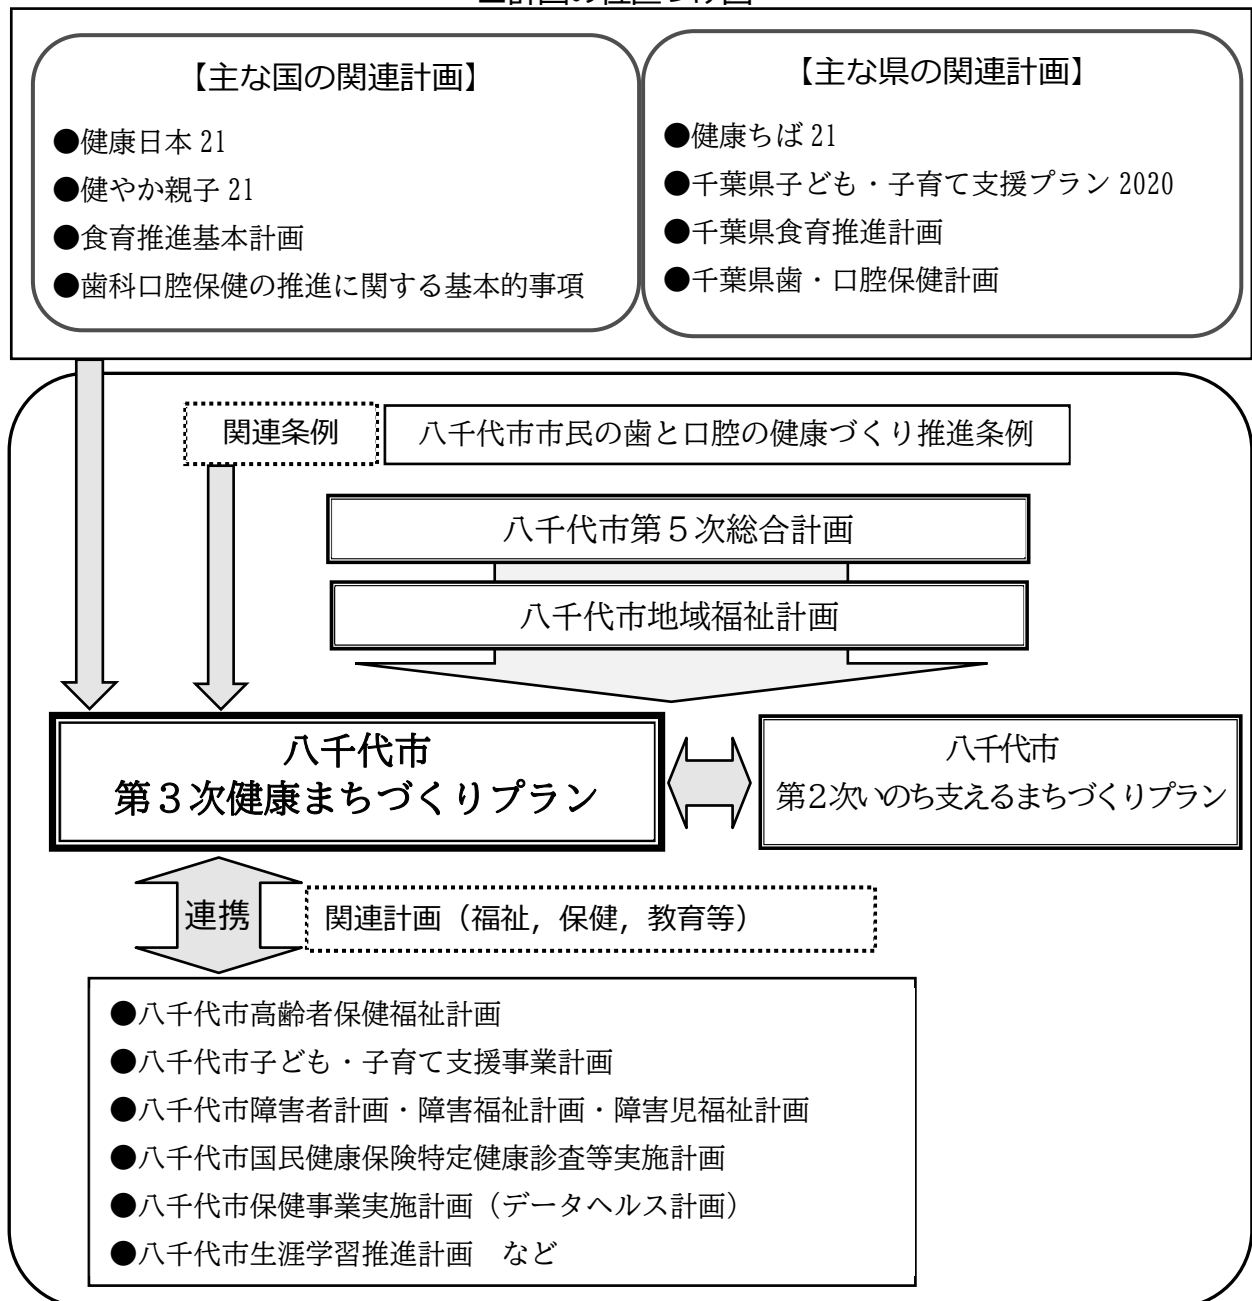 【主な国の関連計画】
●健康日本 21
●健やか親子 21
●食育推進基本計画
●歯科口腔保健の推進に関する基本的事項
【主な県の関連計画】
●健康ちば 21
●千葉県子ども・子育て支援プラン 2020
●千葉県食育推進計画
●千葉県歯・口腔保健計画
関連条例
八千代市市民の歯と口腔の健康づくり推進条例
八千代市第５次総合計画
八千代市地域福祉計画
八千代市
第３次健康まちづくりプラン
八千代市
第２次いのち支えるまちづくりプラン
連携
関連計画（福祉，保健，教育等）
●八千代市高齢者保健福祉計画
●八千代市子ども・子育て支援事業計画
●八千代市障害者計画・障害福祉計画・障害児福祉計画
●八千代市国民健康保険特定健康診査等実施計画
●八千代市保健事業実施計画（データヘルス計画）
●八千代市生涯学習推進計画　など